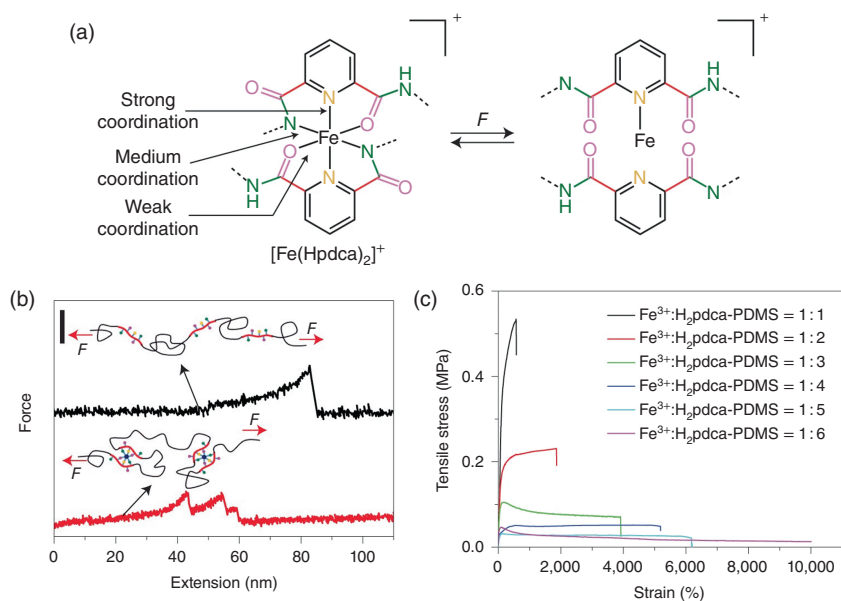 (a)
+
+
O
N
H
N
N
H
N
N
O
O
Strong
coordination
N
O
Fe
N
F
Fe
Medium
coordination
O
N
O
O
Weak
coordination
N
H
N
O
N
H
N
N
[Fe(Hpdca)₂]⁺
(b)
F
F
F
F
Force
0
20
40
60
80
100
Extension (nm)
(c)
0.6
0.4
0.2
0.0
Tensile stress (MPa)
Fe³⁺:H₂pdca-PDMS = 1 : 1
Fe³⁺:H₂pdca-PDMS = 1 : 2
Fe³⁺:H₂pdca-PDMS = 1 : 3
Fe³⁺:H₂pdca-PDMS = 1 : 4
Fe³⁺:H₂pdca-PDMS = 1 : 5
Fe³⁺:H₂pdca-PDMS = 1 : 6
0
2,000
4,000
6,000
8,000
10,000
Strain (%)